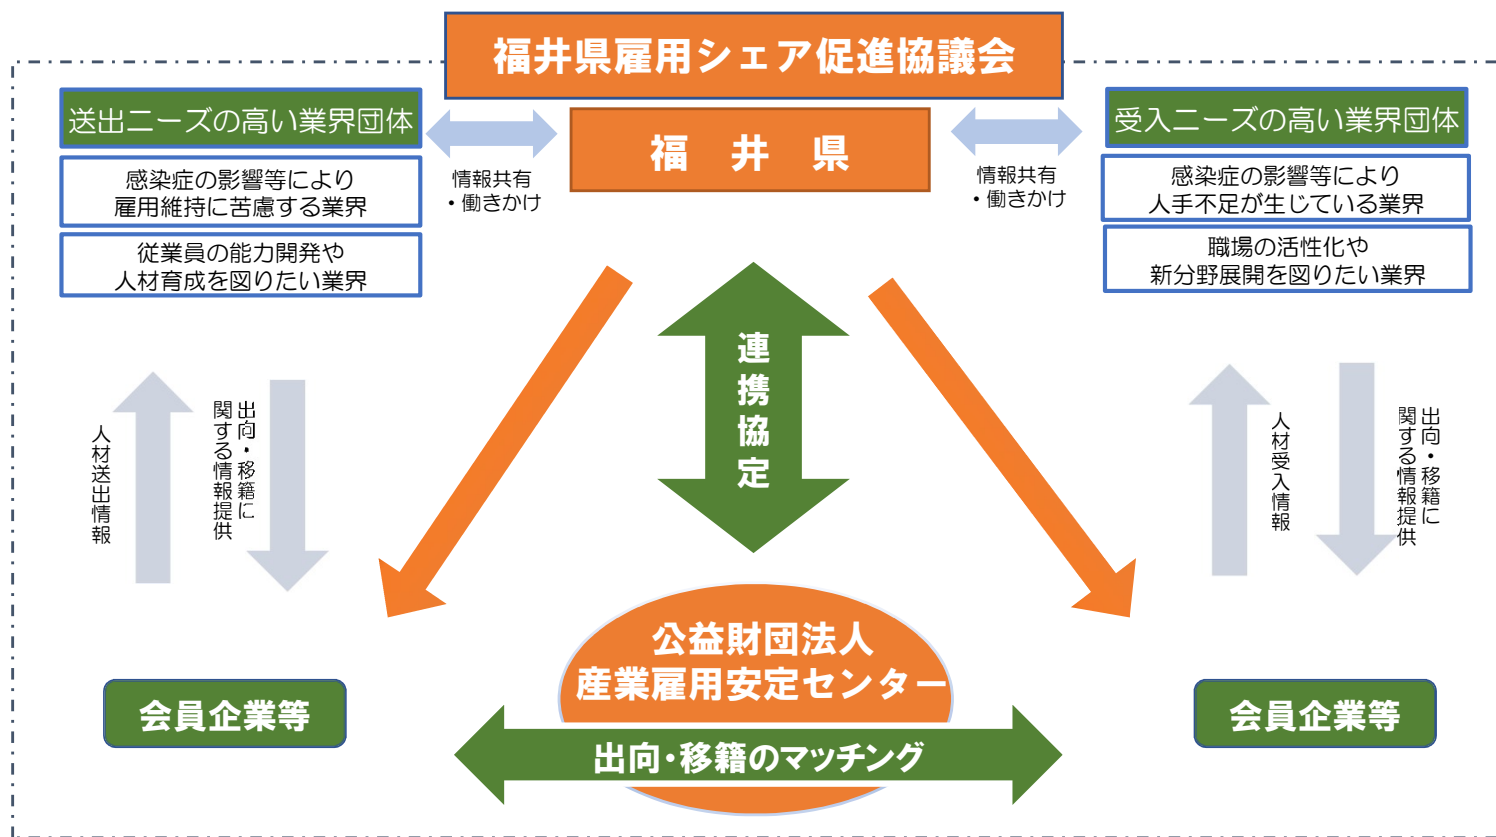 福井県雇用シェア促進協議会
送出ニーズの高い業界団体
感染症の影響等により
雇用維持に苦慮する業界
従業員の能力開発や
人材育成を図りたい業界
情報共有
・働きかけ
福　井　県
情報共有
・働きかけ
受入ニーズの高い業界団体
感染症の影響等により
人手不足が生じている業界
職場の活性化や
新分野展開を図りたい業界
人材送出情報
出向・移籍に
関する情報提供
連携協定
人材受入情報
出向・移籍に
関する情報提供
会員企業等
公益財団法人
産業雇用安定センター
出向・移籍のマッチング
会員企業等